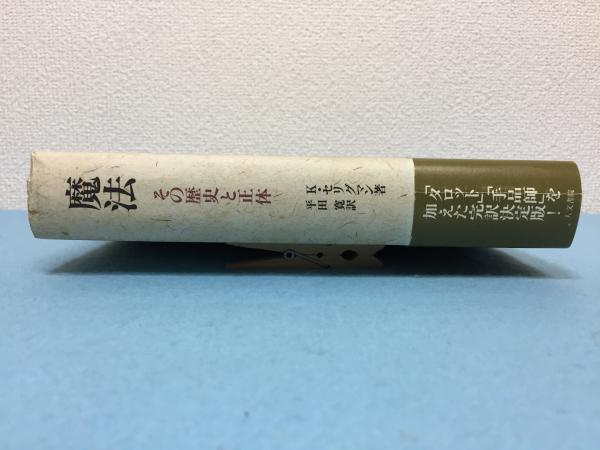 魔法
その歴史と正体
K・セリグマン著
平田 寛訳
「タロット」「手品師」を
加えた完訳決定版!
人文書院